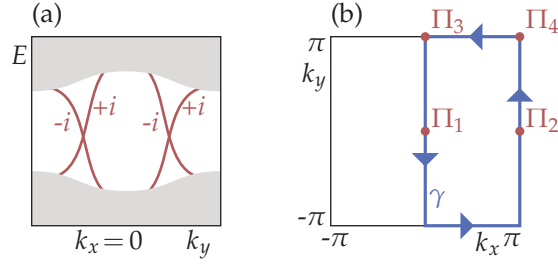 (a)
E
-i +i -i +i
k_x = 0 k_y
(b)
Π_3 Π_4
π
k_y
Π_1 Π_2
γ
-π
-π k_x π